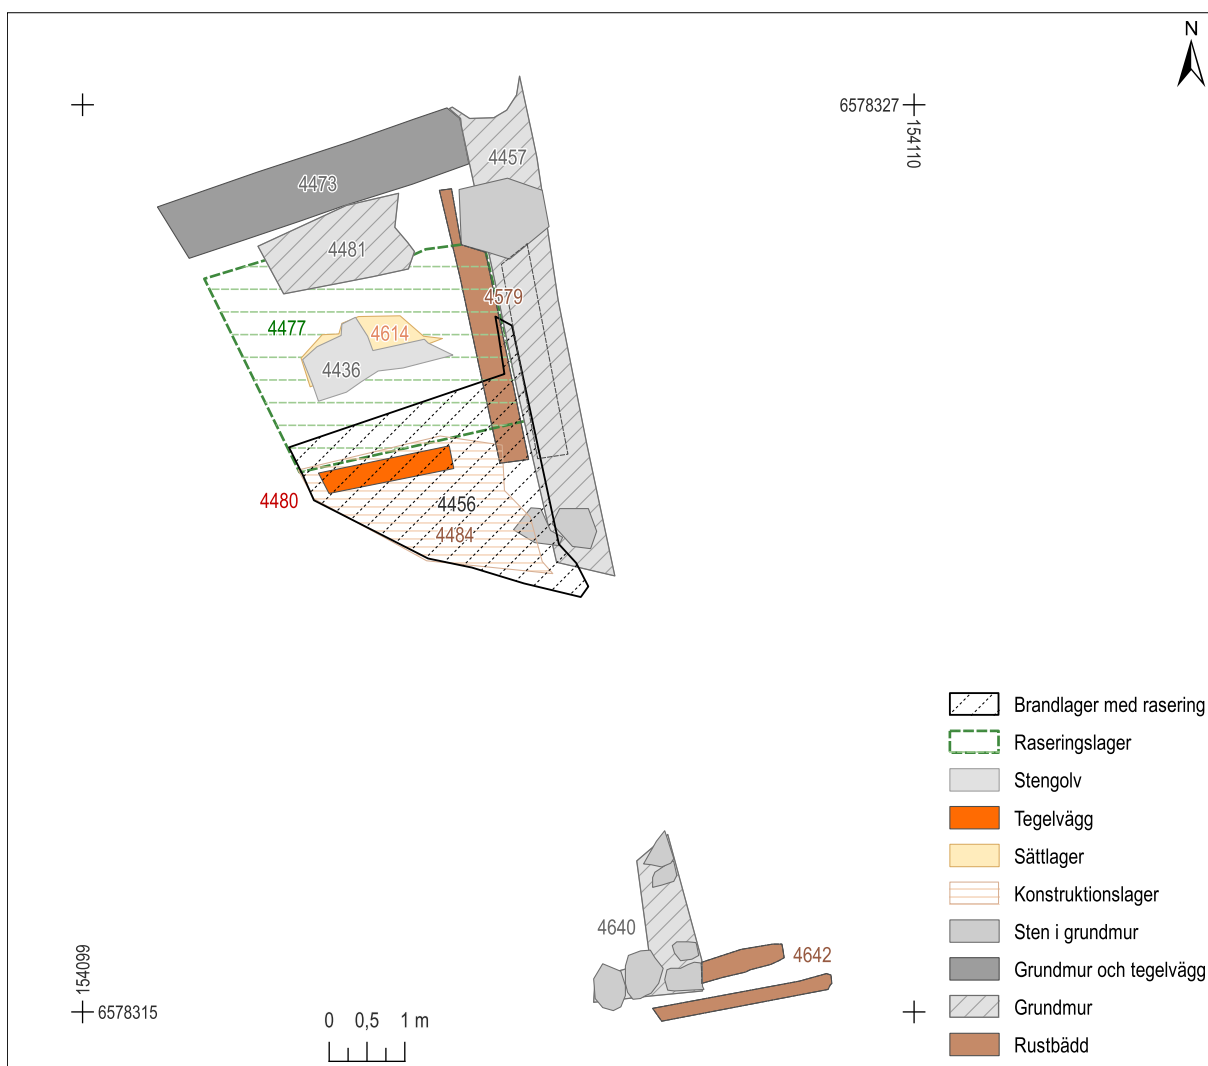 N
6578327
154110
4457
4473
4481
4579
4477
4614
4436
4480
4456
4484
Brandlager med rasering
Raseringslager
Stengolv
Tegelvägg
Sättlager
Konstruktionslager
Sten i grundmur
Grundmur och tegelvägg
Grundmur
Rustbädd
4640
4642
154099
6578315
0 0,5 1 m